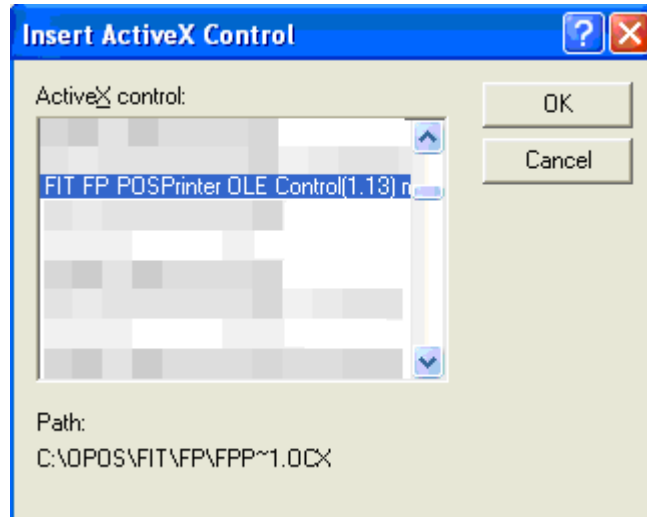 Insert ActiveX Control
?
X
ActiveX control:
OK
Cancel
FIT FP POSPrinter OLE Control(1.13)
Path:
C:\OPOS\FIT\FP\FPP~1.OCX